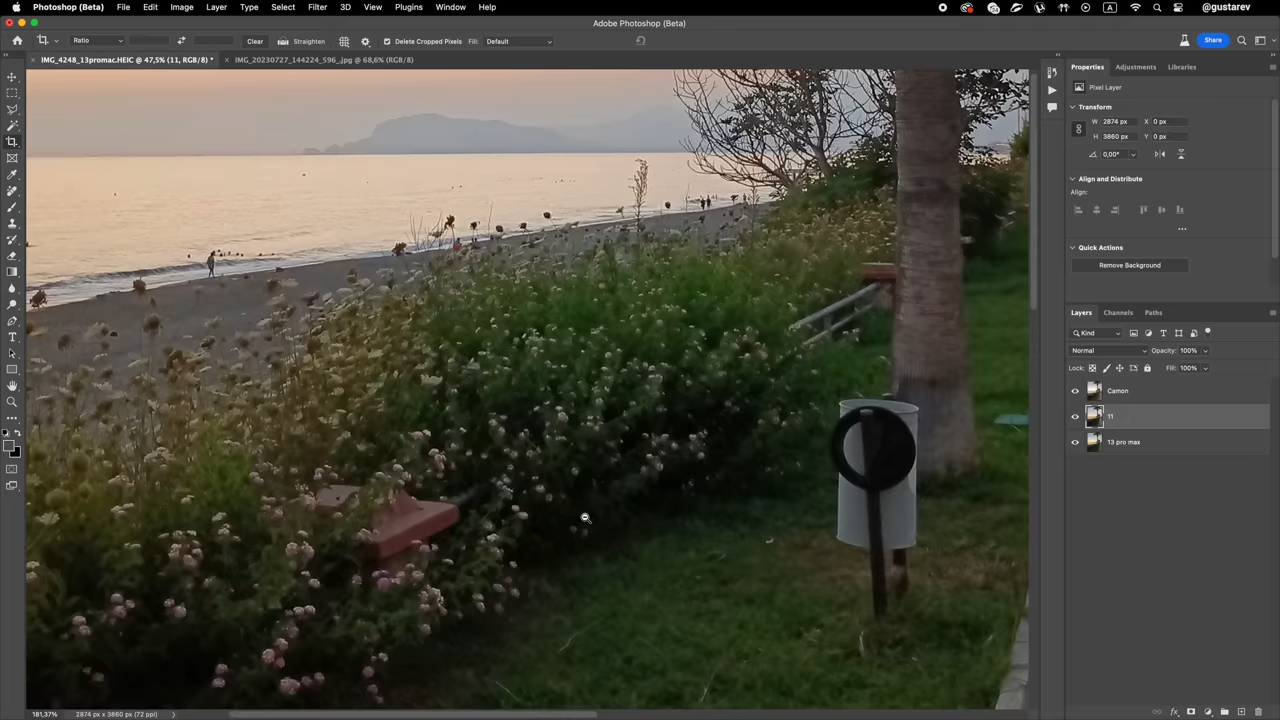 Photoshop (Beta) File Edit Image Layer Type Select Filter 3D View Plugins Window Help @gustarev
Adobe Photoshop (Beta)
Ratio Clear Straighten Delete Cropped Pixels Fill: Default Share
IMG_4248_13promac.HEIC @ 47,5% (11, RGB/8) * IMG_20230727_144224_596_.jpg @ 68,6% (RGB/8)
Properties Adjustments Libraries
Pixel Layer
Transform
W 2874 px X 0 px
H 3860 px Y 0 px
0,00°
Align and Distribute
Align:
Quick Actions
Remove Background
Layers Channels Paths
Kind
Normal Opacity: 100%
Lock: Fill: 100%
Camon
11
13 pro max
181,37% 2874 px x 3860 px (72 ppi)